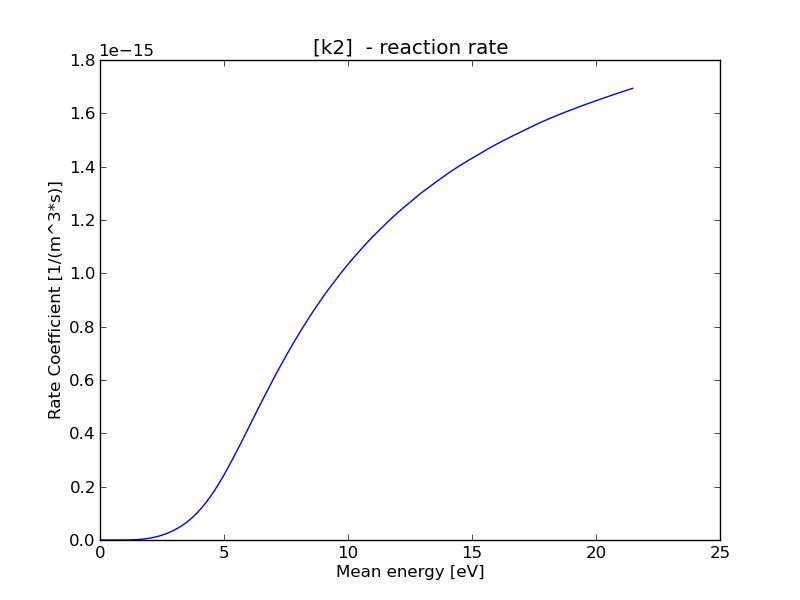 [k2]  - reaction rate
1e−15
1.8
1.6
1.4
1.2
1.0
0.8
0.6
0.4
0.2
0.0
Rate Coefficient [1/(m^3*s)]
0 5 10 15 20 25
Mean energy [eV]